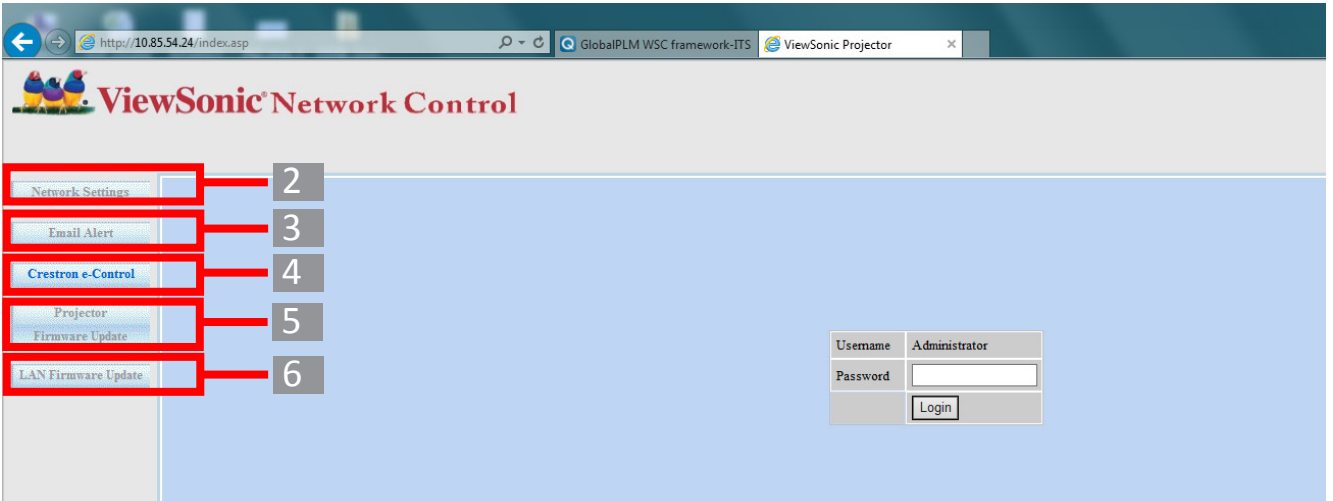 http://10.85.54.24/index.asp
GlobalPLM WSC framework-ITS
ViewSonic Projector
ViewSonic® Network Control
Network Settings
2
Email Alert
3
Crestron e-Control
4
Projector
Firmware Update
5
LAN Firmware Update
6
Username Administrator
Password
Login